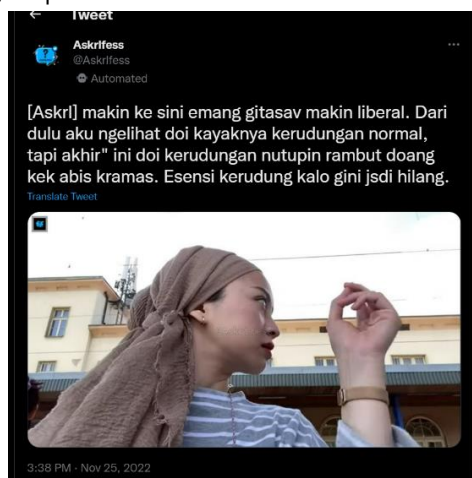 ← Tweet
Askrlfess
@Askrlfess
Automated
[Askrl] makin ke sini emang gitasav makin liberal. Dari
dulu aku ngelihat doi kayaknya kerudungan normal,
tapi akhir" ini doi kerudungan nutupin rambut doang
kek abis kramas. Esensi kerudung kalo gini jsdi hilang.
Translate Tweet
3:38 PM · Nov 25, 2022